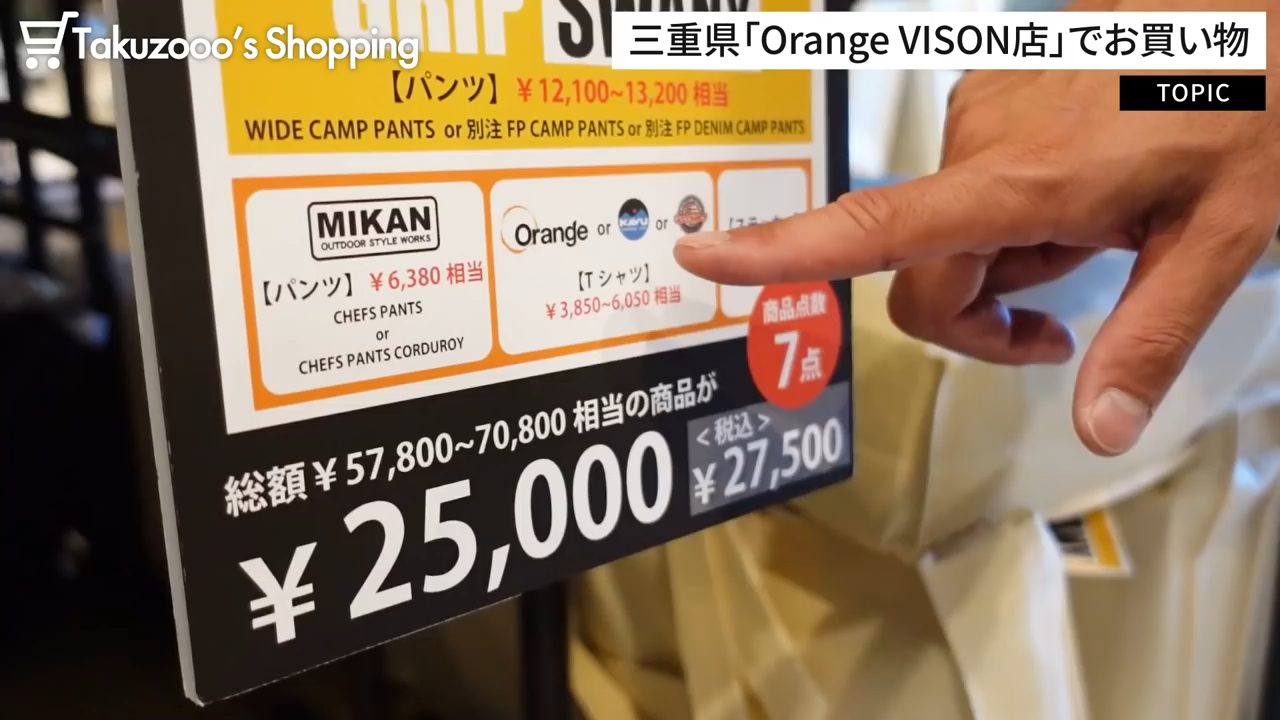 Takuzooo's Shopping
三重県「Orange VISON店」でお買い物
TOPIC
GRIP SWANY
【パンツ】 ¥12,100~13,200 相当
WIDE CAMP PANTS or 別注 FP CAMP PANTS or 別注 FP DENIM CAMP PANTS
MIKAN
OUTDOOR STYLE WORKS
【パンツ】 ¥6,380 相当
CHEFS PANTS
or
CHEFS PANTS CORDUROY
Orange or KAVU or
【Tシャツ】
¥3,850~6,050 相当
商品点数
7点
総額 ¥57,800~70,800 相当の商品が
¥25,000
<税込>
¥27,500